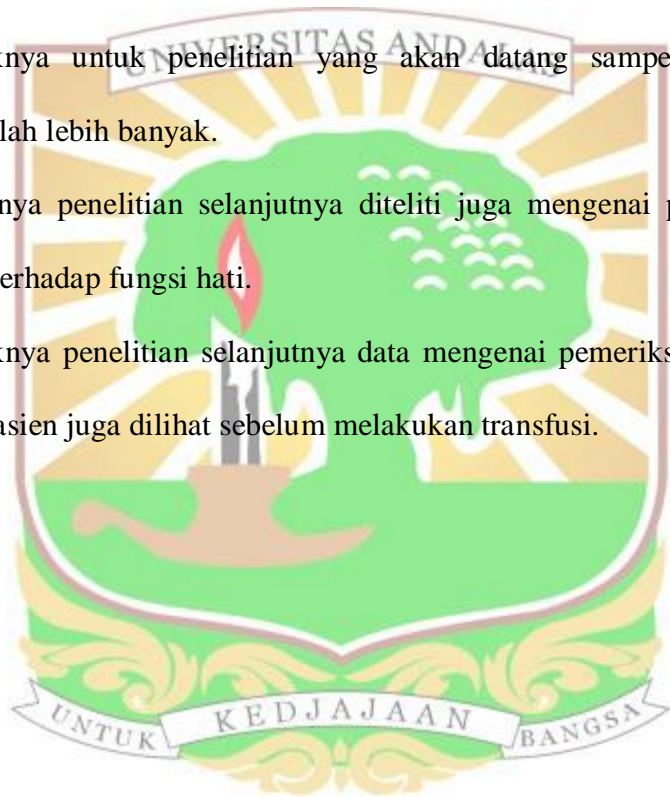 UNIVERSITAS ANDALAS
knya untuk penelitian yang akan datang sampe
lah lebih banyak.
nya penelitian selanjutnya diteliti juga mengenai p
erhadap fungsi hati.
knya penelitian selanjutnya data mengenai pemeriks
asien juga dilihat sebelum melakukan transfusi.
UNTUK KEDJAJAAN BANGSA